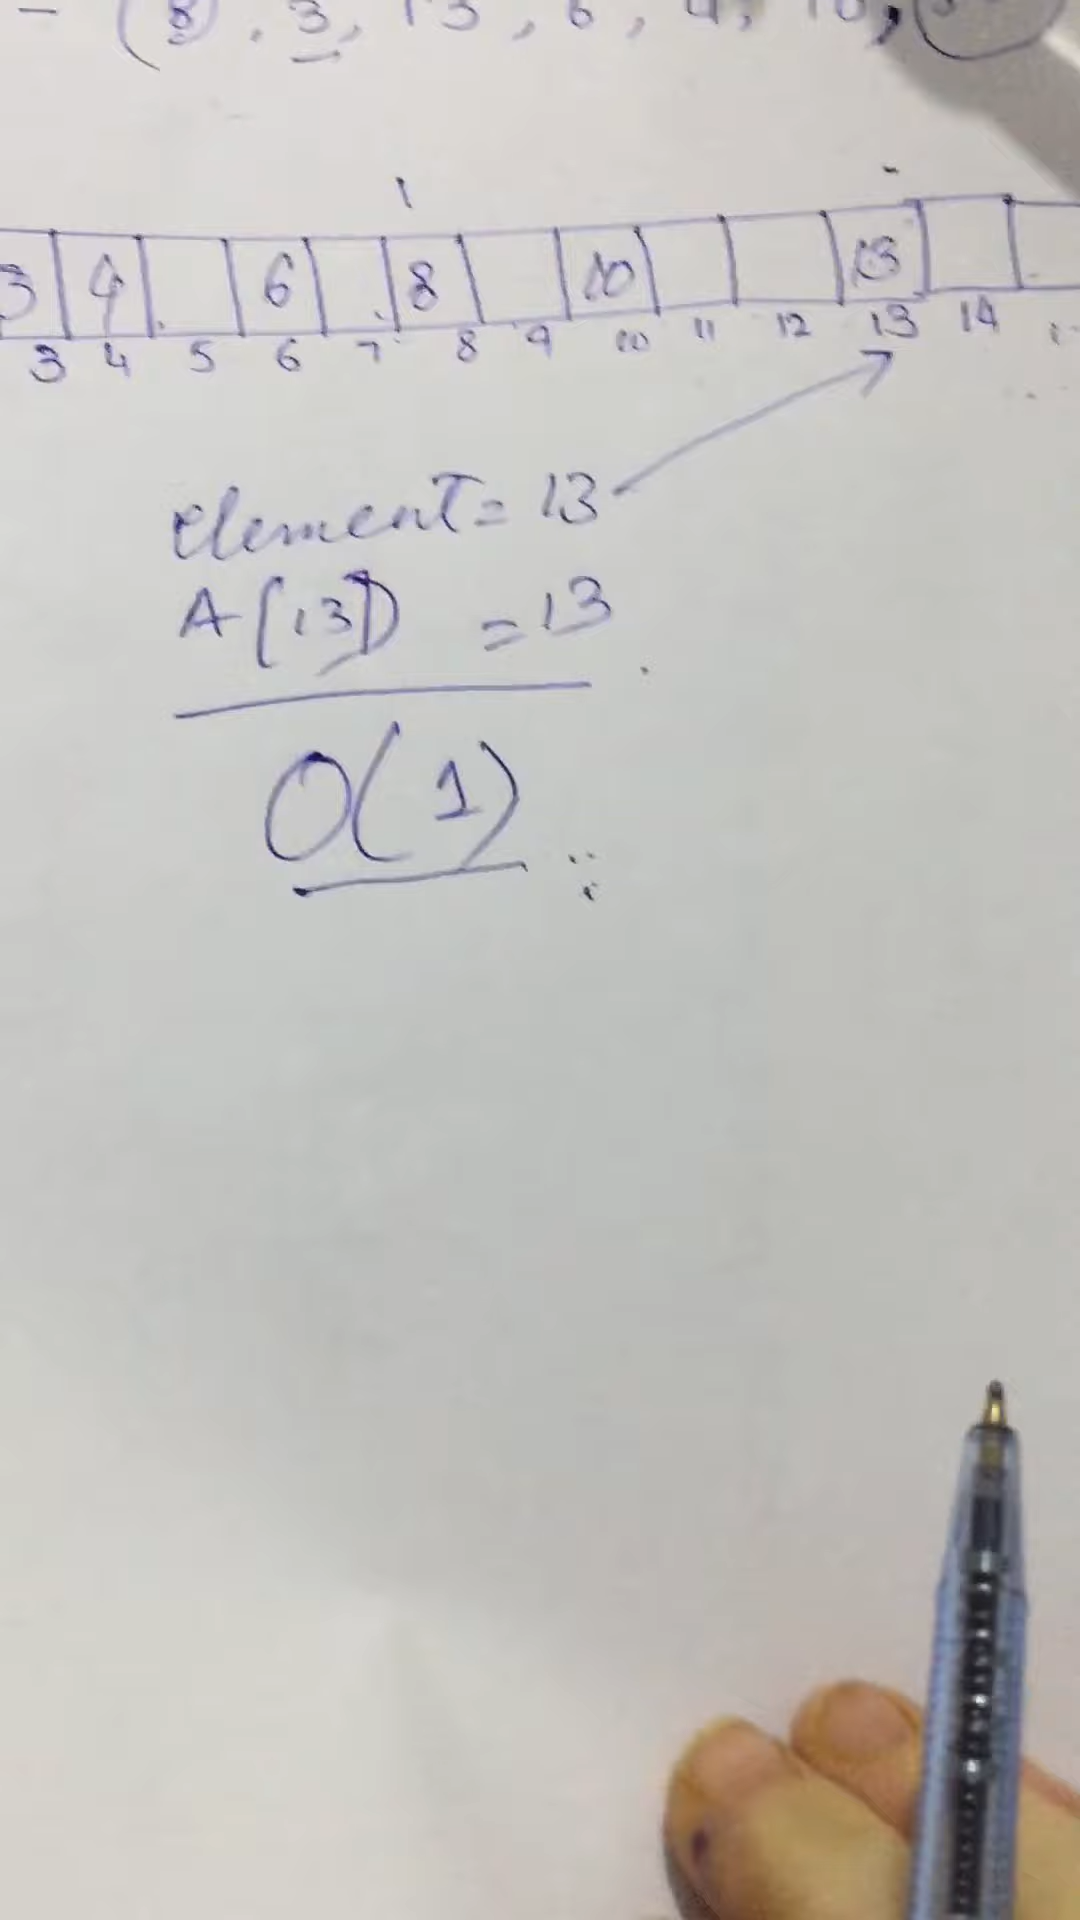 - (8, 3, 13, 6, 4, 10,
3 4 6 8 10 13
3 4 5 6 7 8 9 10 11 12 13 14
element = 13
A[13] = 13
O(1)